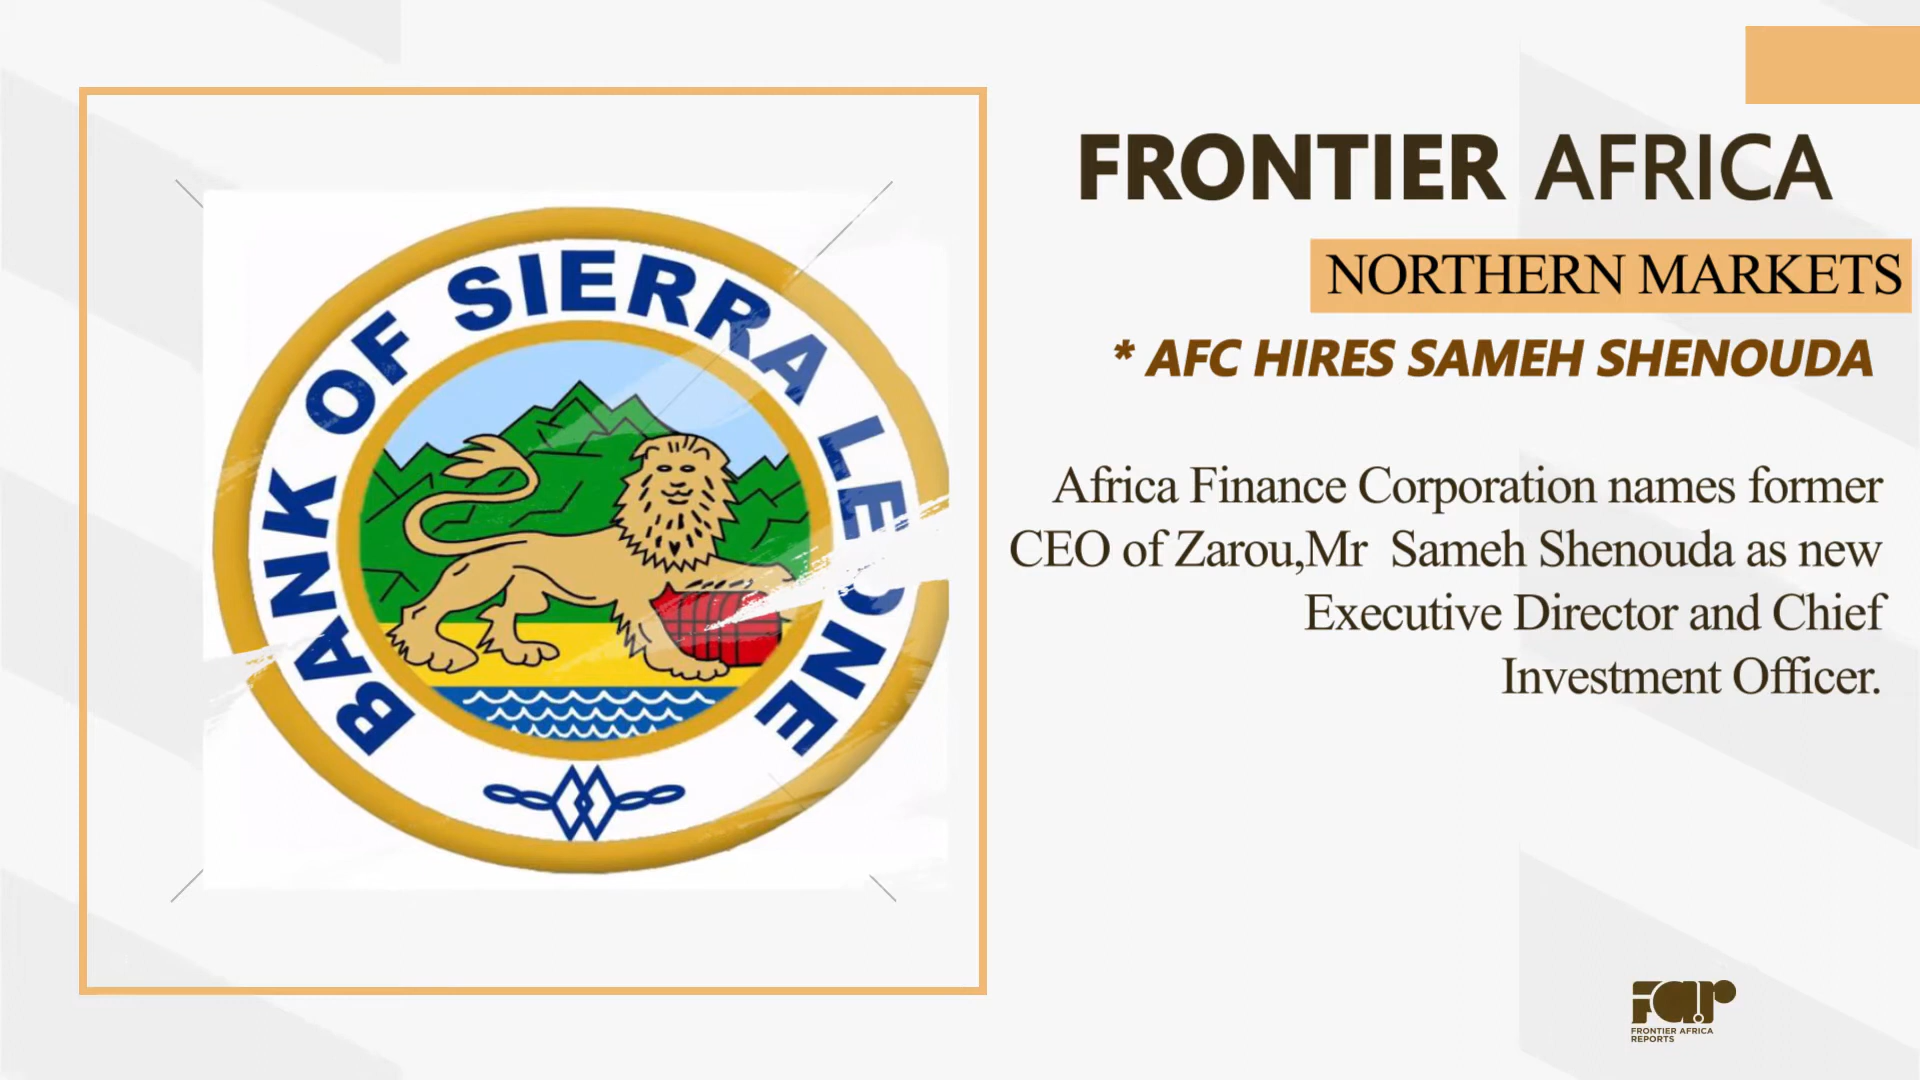 BANK OF SIERRA LEONE
FRONTIER AFRICA
NORTHERN MARKETS
* AFC HIRES SAMEH SHENOUDA
Africa Finance Corporation names former
CEO of Zarou,Mr  Sameh Shenouda as new
Executive Director and Chief
Investment Officer.
far
FRONTIER AFRICA
REPORTS